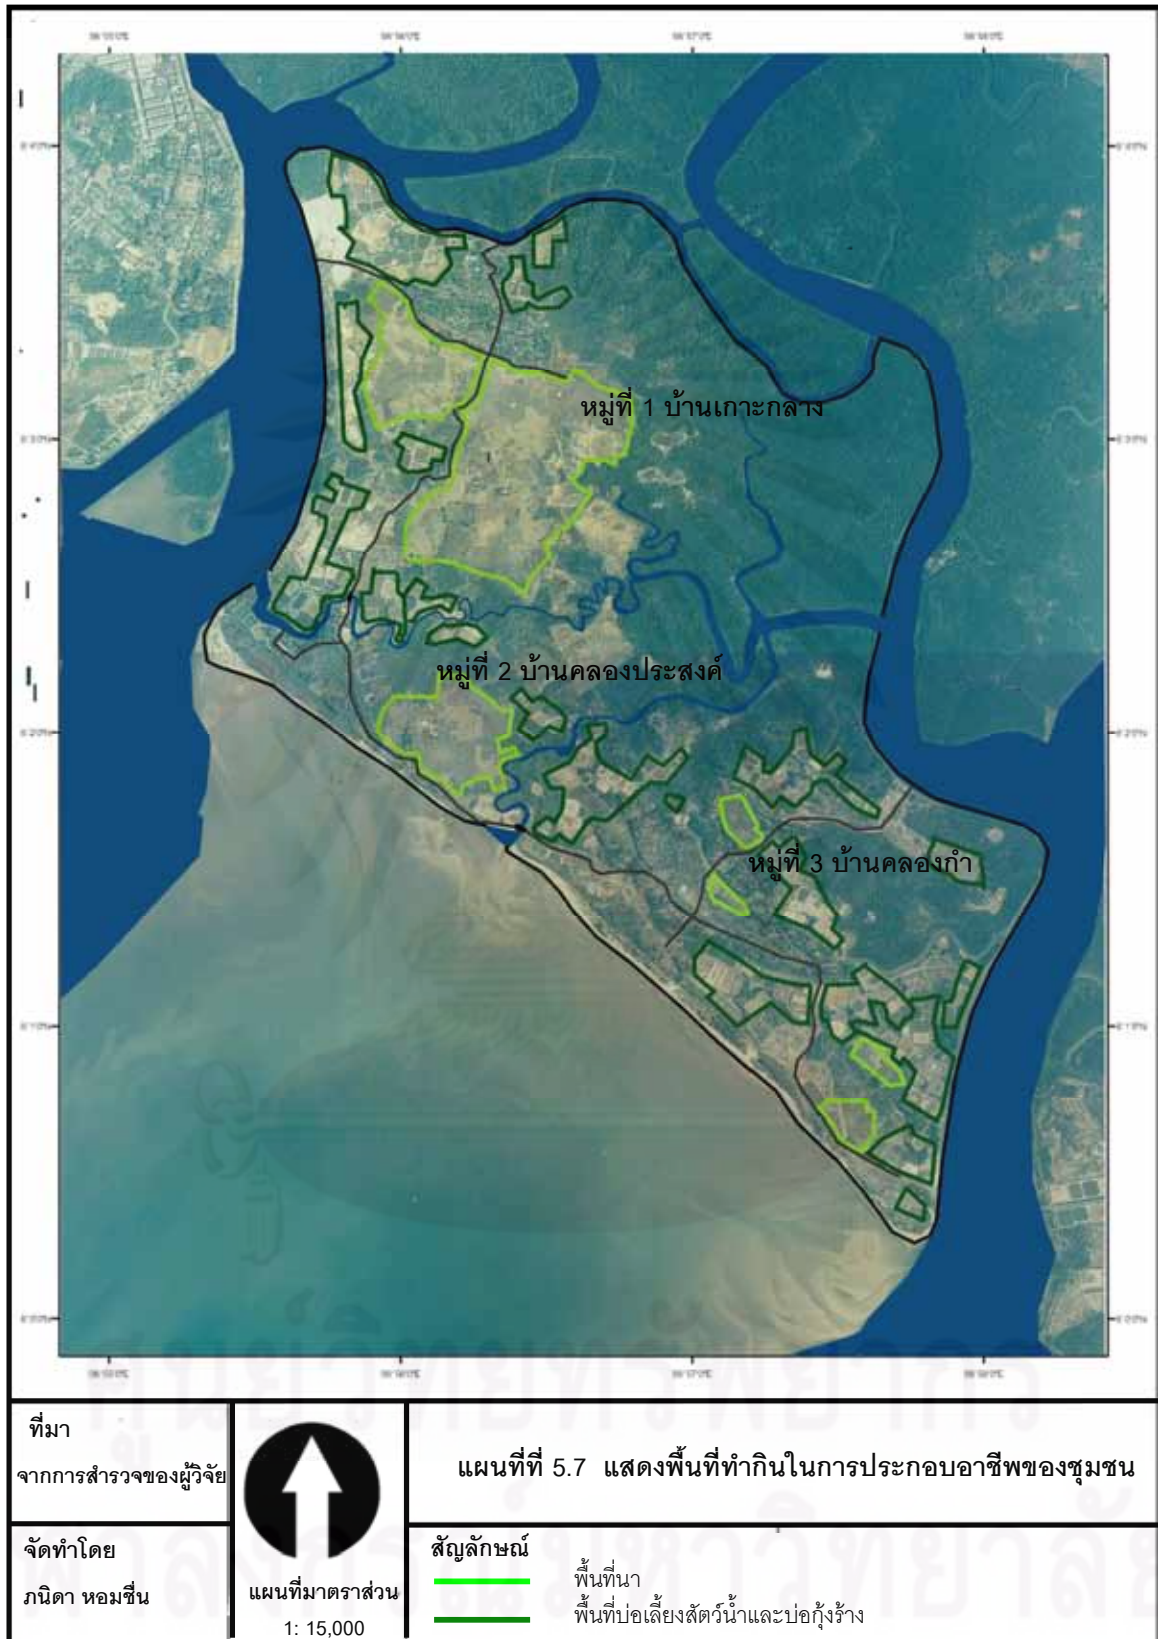 หมู่ที่ 1 บ้านเกาะกลาง
หมู่ที่ 2 บ้านคลองประสงค์
หมู่ที่ 3 บ้านคลองกำ
ที่มา
จากการสำรวจของผู้วิจัย
จัดทำโดย
ภนิดา หอมชื่น
แผนที่มาตราส่วน
1: 15,000
แผนที่ที่ 5.7 แสดงพื้นที่ทำกินในการประกอบอาชีพของชุมชน
สัญลักษณ์
พื้นที่นา
พื้นที่บ่อเลี้ยงสัตว์น้ำและบ่อกุ้งร้าง